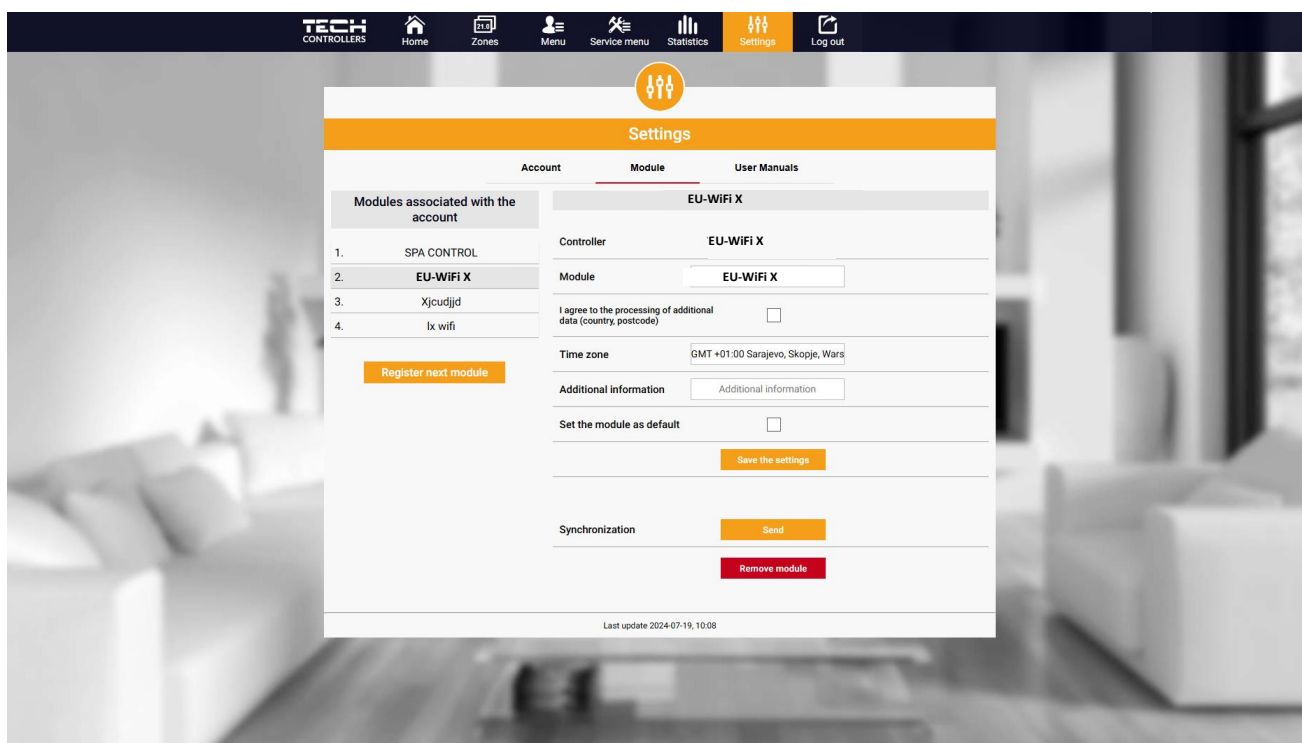 TECH
CONTROLLERS
Home
21.0
Zones
Menu
Service menu
Statistics
Settings
Log out
Settings
Account
Module
User Manuals
Modules associated with the
account
1. SPA CONTROL
2. EU-WiFi X
3. Xjcudjjd
4. lx wifi
Register next module
EU-WiFi X
Controller EU-WiFi X
Module EU-WiFi X
I agree to the processing of additional
data (country, postcode)
Time zone GMT +01:00 Sarajevo, Skopje, Wars
Additional information Additional information
Set the module as default
Save the settings
Synchronization Send
Remove module
Last update 2024-07-19, 10:08